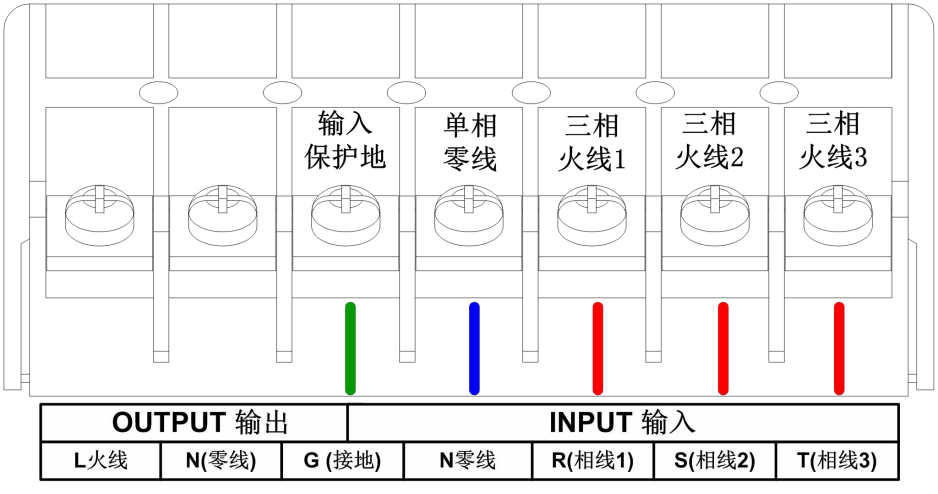 输入 单相 三相 三相 三相
保护地 零线 火线1 火线2 火线3
OUTPUT 输出 INPUT 输入
L火线 N(零线) G (接地) N零线 R(相线1) S(相线2) T(相线3)